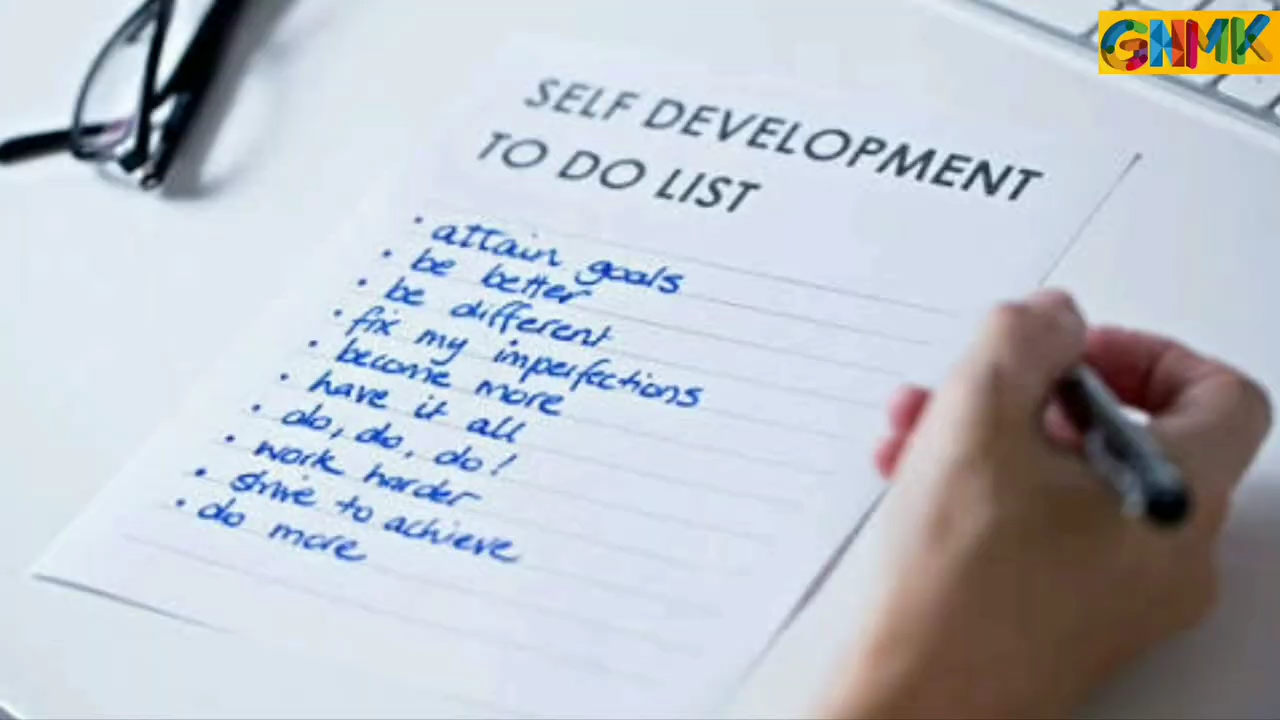 GNMK
SELF DEVELOPMENT
TO DO LIST
• attain goals
• be better
• be different
• fix my imperfections
• become more
• have it all
• do, do, do!
• work harder
• strive to achieve
• do more